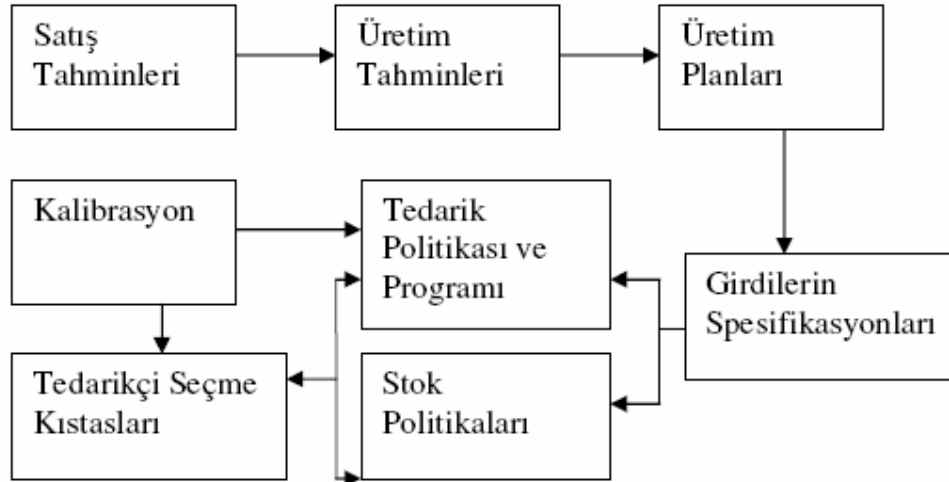 Satış
Tahminleri
Üretim
Tahminleri
Üretim
Planları
Kalibrasyon
Tedarik
Politikası ve
Programı
Girdilerin
Spesifikasyonları
Tedarikçi Seçme
Kıstasları
Stok
Politikaları